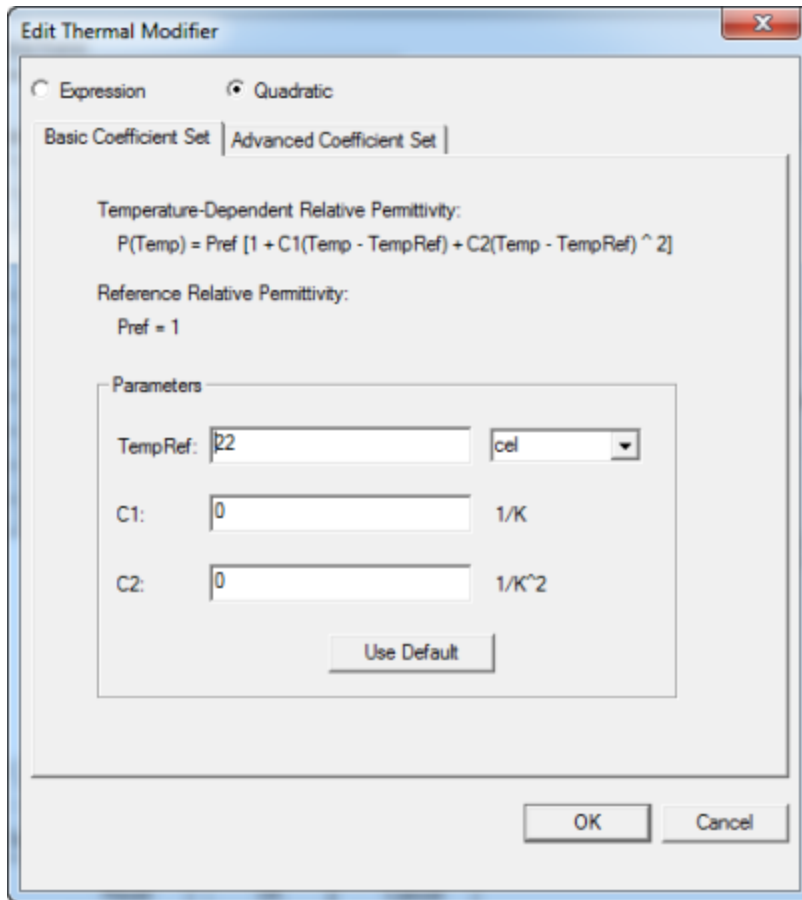 Edit Thermal Modifier
Expression
Quadratic
Basic Coefficient Set
Advanced Coefficient Set
Temperature-Dependent Relative Permittivity:
P(Temp) = Pref [1 + C1(Temp - TempRef) + C2(Temp - TempRef) ^ 2]
Reference Relative Permittivity:
Pref = 1
Parameters
TempRef: 22 cel
C1: 0 1/K
C2: 0 1/K^2
Use Default
OK Cancel